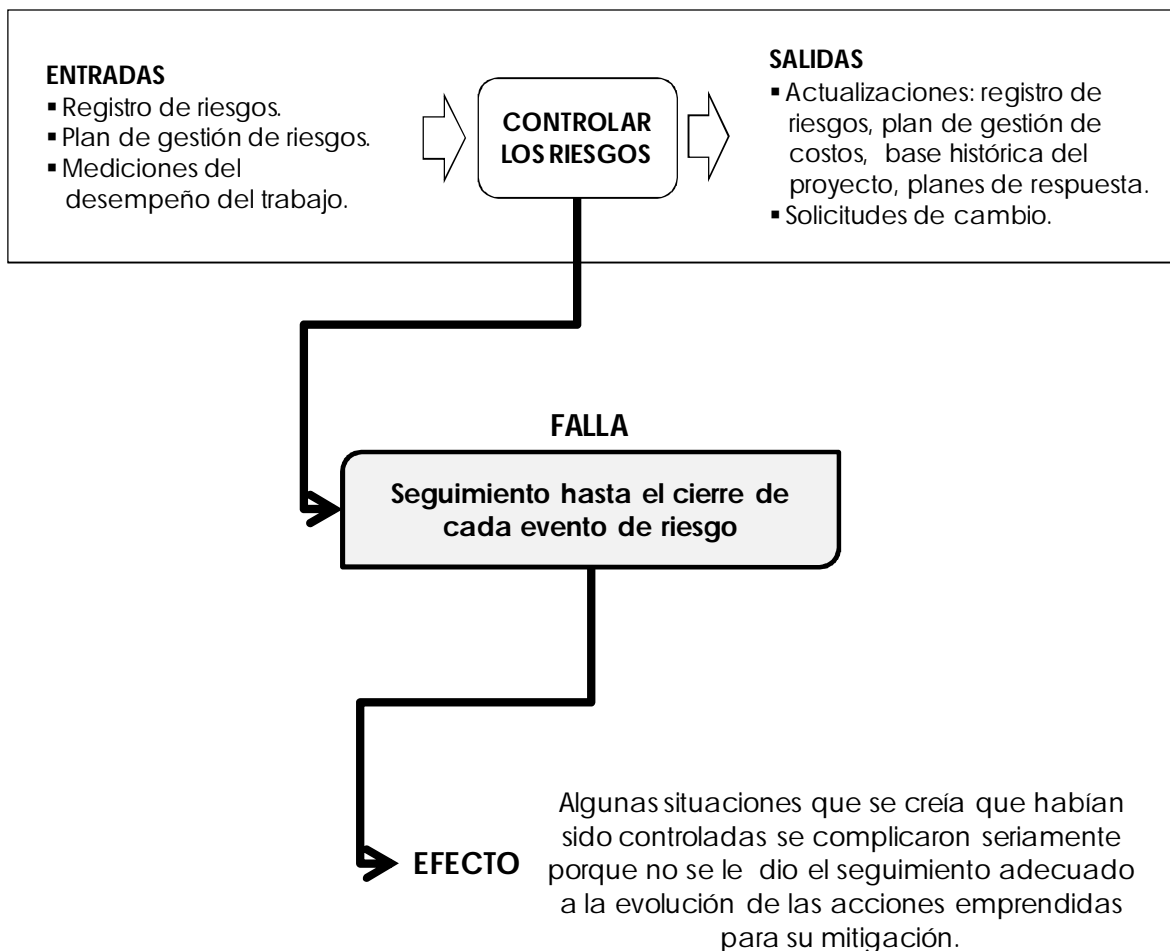 ENTRADAS
▪ Registro de riesgos.
▪ Plan de gestión de riesgos.
▪ Mediciones del
desempeño del trabajo.
CONTROLAR
LOS RIESGOS
SALIDAS
▪ Actualizaciones: registro de
riesgos, plan de gestión de
costos, base histórica del
proyecto, planes de respuesta.
▪ Solicitudes de cambio.
FALLA
Seguimiento hasta el cierre de
cada evento de riesgo
EFECTO
Algunas situaciones que se creía que habían
sido controladas se complicaron seriamente
porque no se le dio el seguimiento adecuado
a la evolución de las acciones emprendidas
para su mitigación.